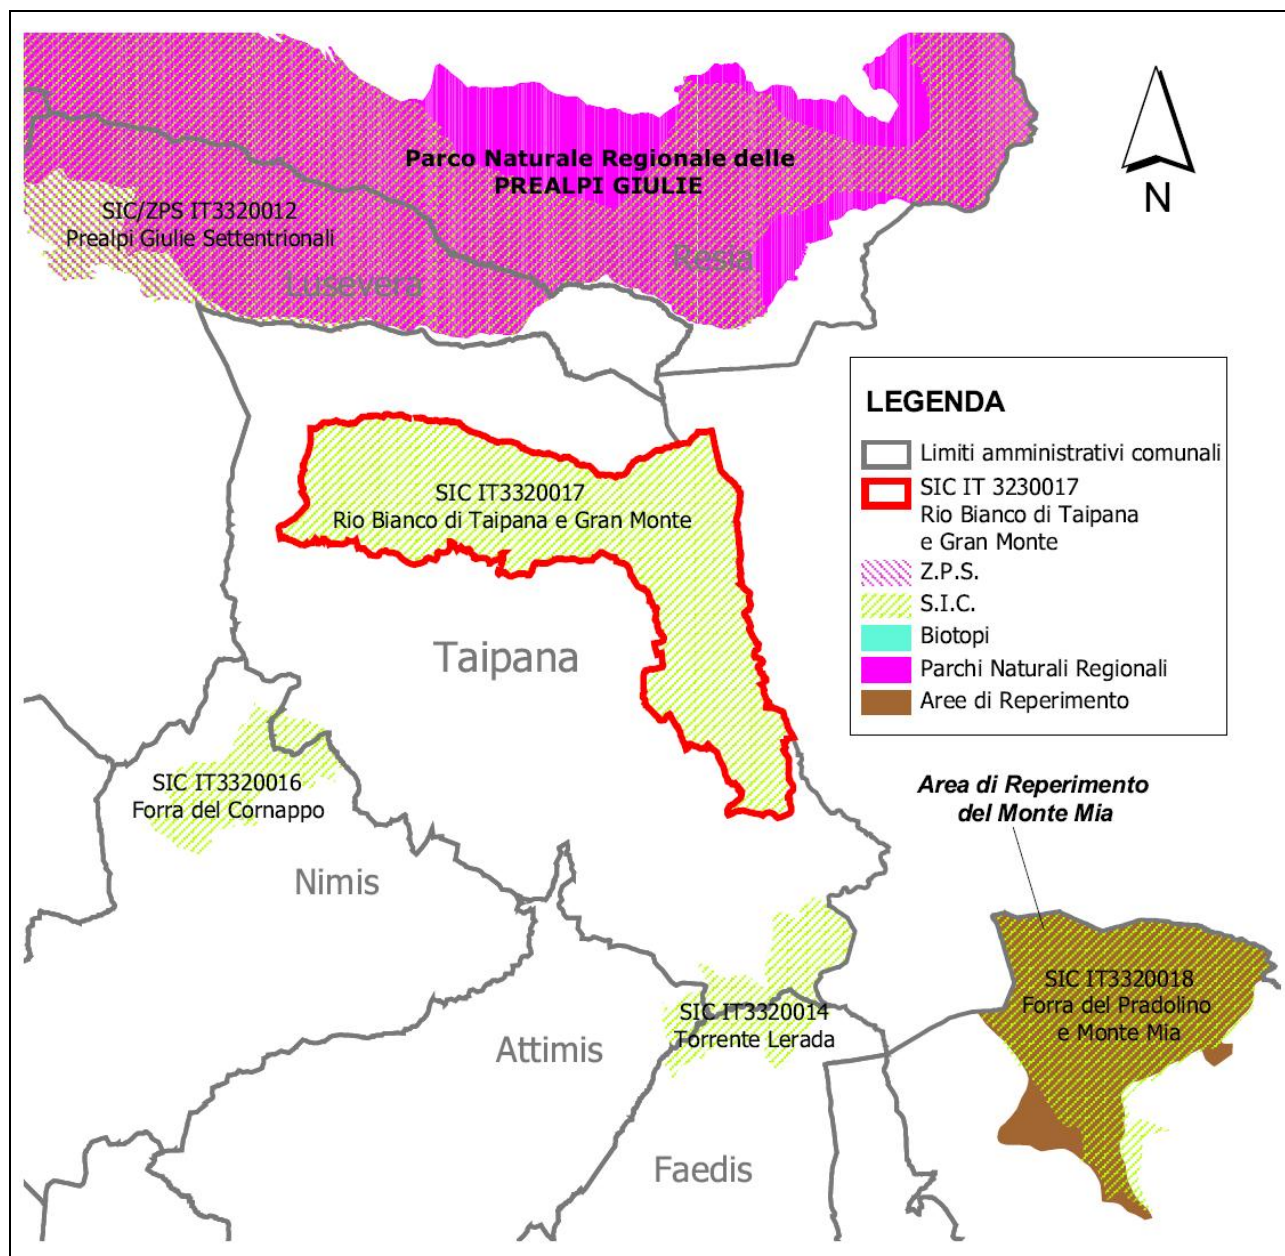 Parco Naturale Regionale delle
PREALPI GIULIE
SIC/ZPS IT3320012
Prealpi Giulie Settentrionali
Resia
Lusevera
N
LEGENDA
Limiti amministrativi comunali
SIC IT 3230017
Rio Bianco di Taipana
e Gran Monte
Z.P.S.
S.I.C.
Biotopi
Parchi Naturali Regionali
Aree di Reperimento
SIC IT3320017
Rio Bianco di Taipana e Gran Monte
Taipana
SIC IT3320016
Forra del Cornappo
Area di Reperimento
del Monte Mia
Nimis
SIC IT3320018
Forra del Pradolino
e Monte Mia
SIC IT3320014
Torrente Lerada
Attimis
Faedis